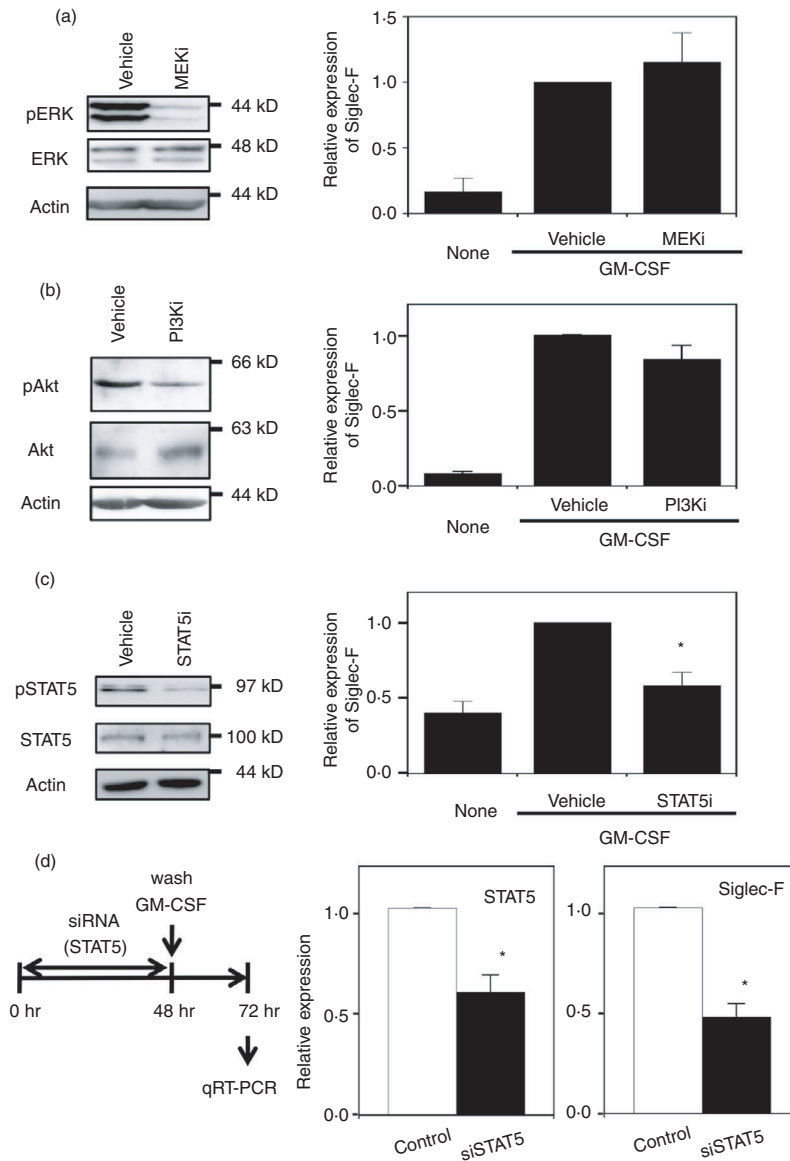 (a)
Vehicle
MEKi
pERK
44 kD
ERK
48 kD
Actin
44 kD
Relative expression
of Siglec-F
1·5
1·0
0·5
0·0
None
Vehicle
MEKi
GM-CSF
(b)
Vehicle
PI3Ki
pAkt
66 kD
Akt
63 kD
Actin
44 kD
Relative expression
of Siglec-F
1·0
0·5
0·0
None
Vehicle
PI3Ki
GM-CSF
(c)
Vehicle
STAT5i
pSTAT5
97 kD
STAT5
100 kD
Actin
44 kD
Relative expression
of Siglec-F
1·0
0·5
0·0
*
None
Vehicle
STAT5i
GM-CSF
(d)
wash
GM-CSF
siRNA
(STAT5)
0 hr
48 hr
72 hr
qRT-PCR
Relative expression
STAT5
1·0
0·5
0·0
*
Control
siSTAT5
Siglec-F
1·0
0·5
0·0
*
Control
siSTAT5